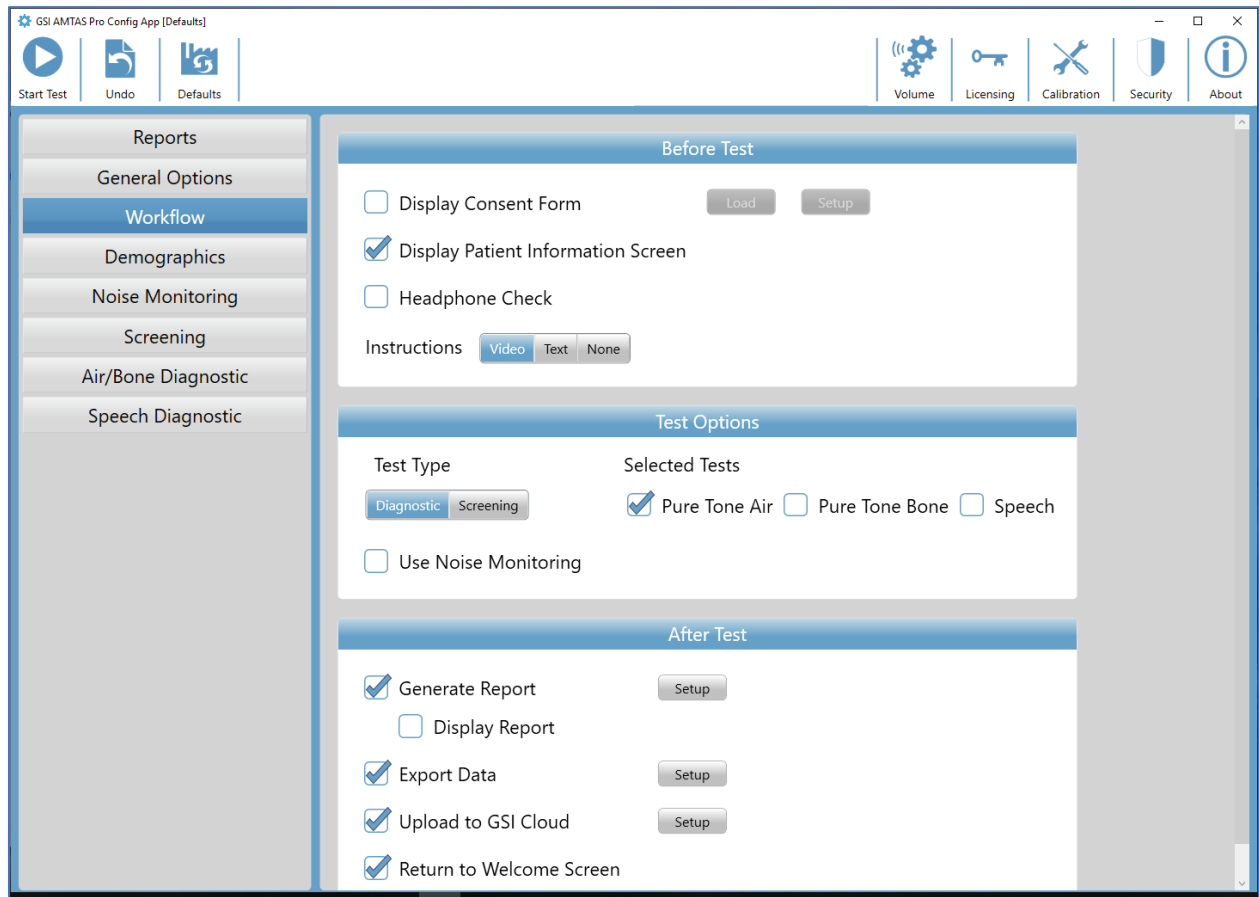 GSI AMTAS Pro Config App [Defaults]
Start Test
Undo
Defaults
Volume
Licensing
Calibration
Security
About
Reports
General Options
Workflow
Demographics
Noise Monitoring
Screening
Air/Bone Diagnostic
Speech Diagnostic
Before Test
Display Consent Form
Load
Setup
Display Patient Information Screen
Headphone Check
Instructions
Video
Text
None
Test Options
Test Type
Selected Tests
Diagnostic
Screening
Pure Tone Air
Pure Tone Bone
Speech
Use Noise Monitoring
After Test
Generate Report
Setup
Display Report
Export Data
Setup
Upload to GSI Cloud
Setup
Return to Welcome Screen